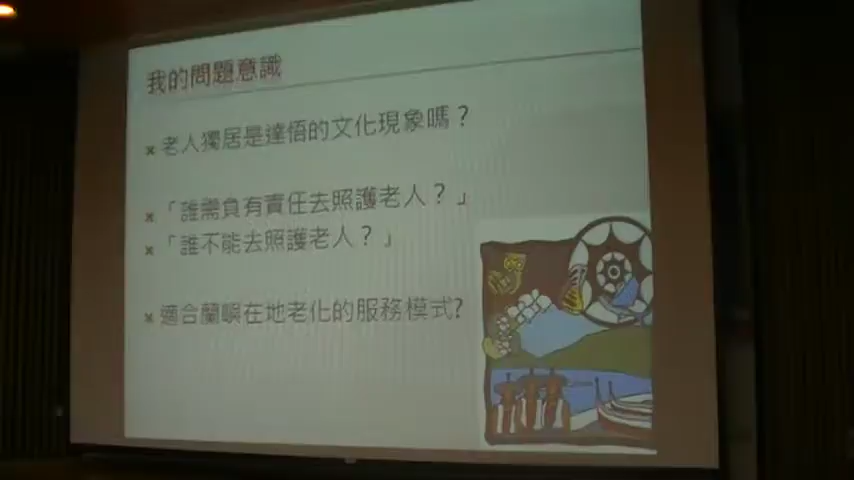 我的問題意識
老人獨居是達悟的文化現象嗎？
「誰需負有責任去照護老人？」
「誰不能去照護老人？」
適合蘭嶼在地老化的服務模式?